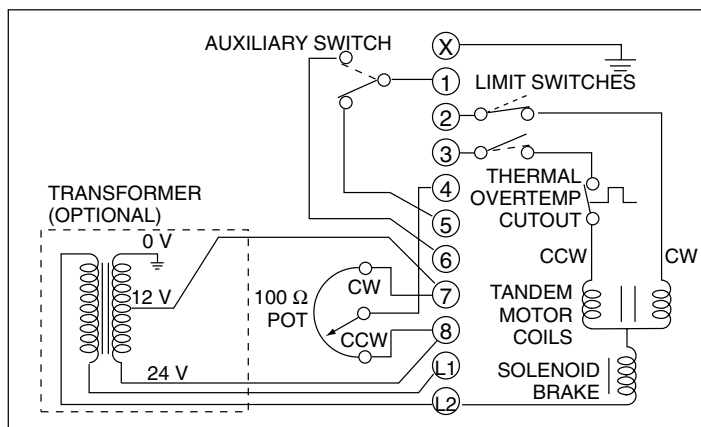 AUXILIARY SWITCH
X
1
LIMIT SWITCHES
2
3
THERMAL
OVERTEMP
CUTOUT
4
5
6
TRANSFORMER
(OPTIONAL)
0 V
12 V
24 V
100 Ω
POT
CW
CCW
7
8
L1
L2
CCW
CW
TANDEM
MOTOR
COILS
SOLENOID
BRAKE